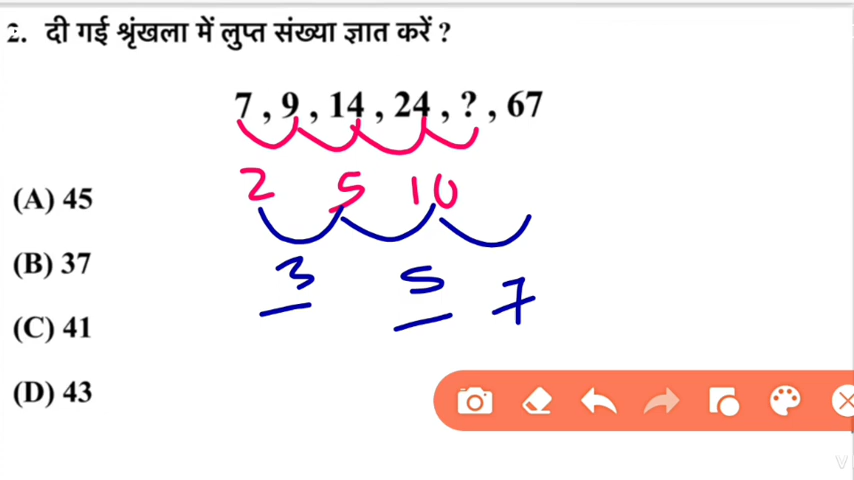 2. दी गई श्रृंखला में लुप्त संख्या ज्ञात करें ?
7 , 9 , 14 , 24 , ? , 67
2 5 10
(A) 45
3 5 7
(B) 37
(C) 41
(D) 43